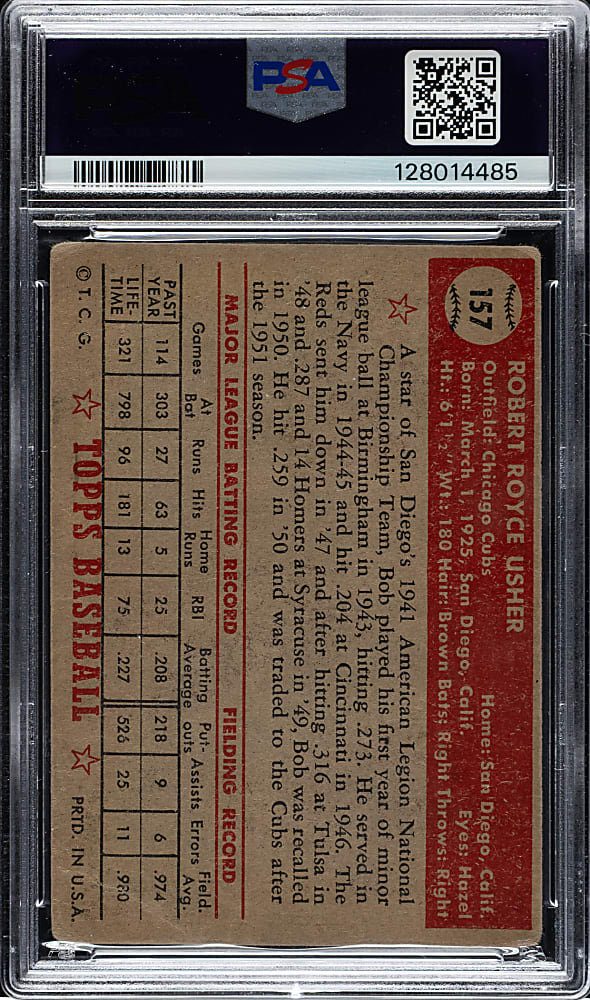 PSA
128014485
157
ROBERT ROYCE USHER
Outfield: Chicago Cubs Home: San Diego, Calif.
Born: March 1, 1925, San Diego, Calif. Eyes: Hazel
Ht.: 6'1½" Wt.: 180 Hair: Brown Bats: Right Throws: Right
A star of San Diego's 1941 American Legion National
Championship Team, Bob played his first year of minor
league ball at Birmingham in 1943, hitting .273. He served in
the Navy in 1944-45 and hit .204 at Cincinnati in 1946. The
Reds sent him down in '47 and after hitting .316 at Tulsa in
'48 and .287 and 14 Homers at Syracuse in '49, Bob was recalled
in 1950. He hit .259 in '50 and was traded to the Cubs after
the 1951 season.
MAJOR LEAGUE BATTING RECORD FIELDING RECORD
Games At Bat Runs Hits Home Runs RBI Batting Average Put-outs Assists Errors Field. Avg.
PAST YEAR 114 303 27 63 5 25 .208 218 9 6 .974
LIFE-TIME 321 798 96 181 13 75 .227 526 25 11 .980
© T. C. G. TOPPS BASEBALL PRTD. IN U.S.A.